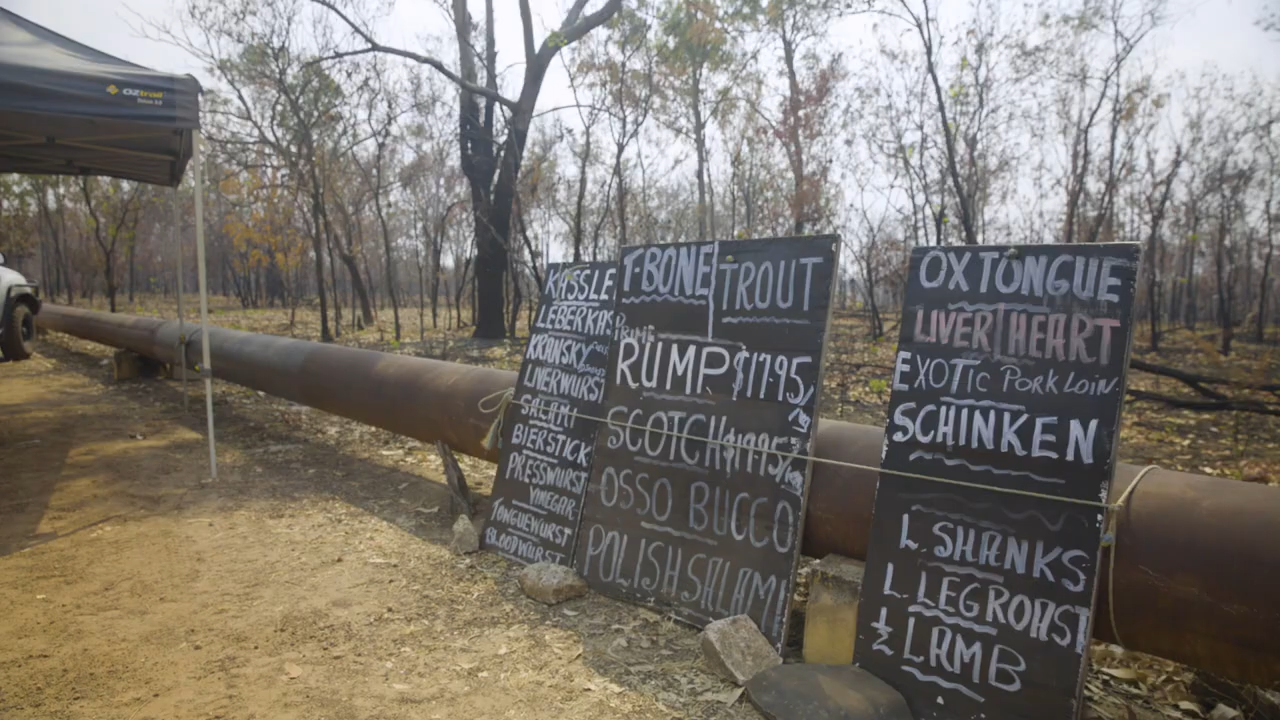 OZtrail
KASSLE
LEBERKAS
KRANSKY
LIVERWURST
SALAMI
BIERSTICK
PRESSWURST
VINEGAR
TONGUEWURST
BLOODWURST
T-BONE TROUT
PRIME
RUMP $17.95
SCOTCH $19.95
OSSO BUCCO
POLISH SALAMI
OX TONGUE
LIVER HEART
EXOTIC PORK LOIN
SCHINKEN
L. SHANKS
L. LEGROAST
½ LAMB